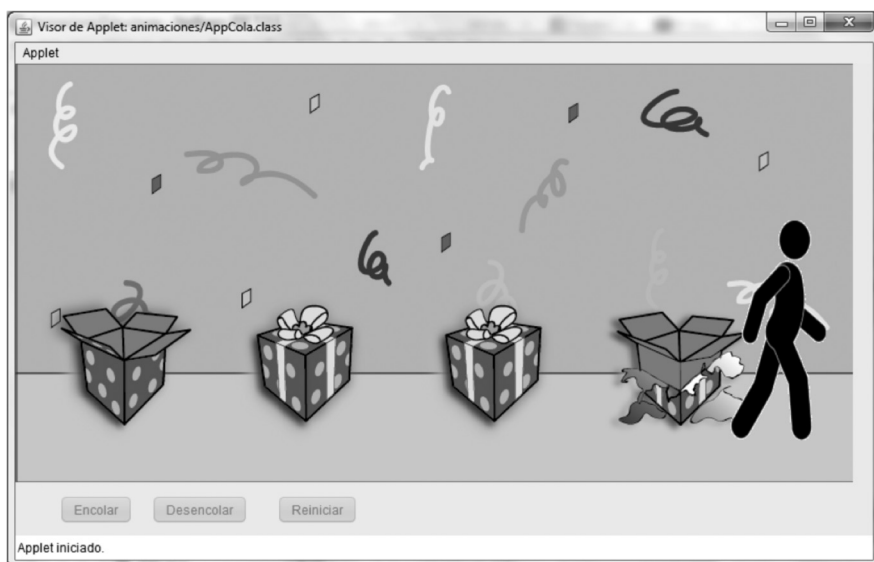 Visor de Applet: animaciones/AppCola.class
Applet
Encolar Desencolar Reiniciar
Applet iniciado.